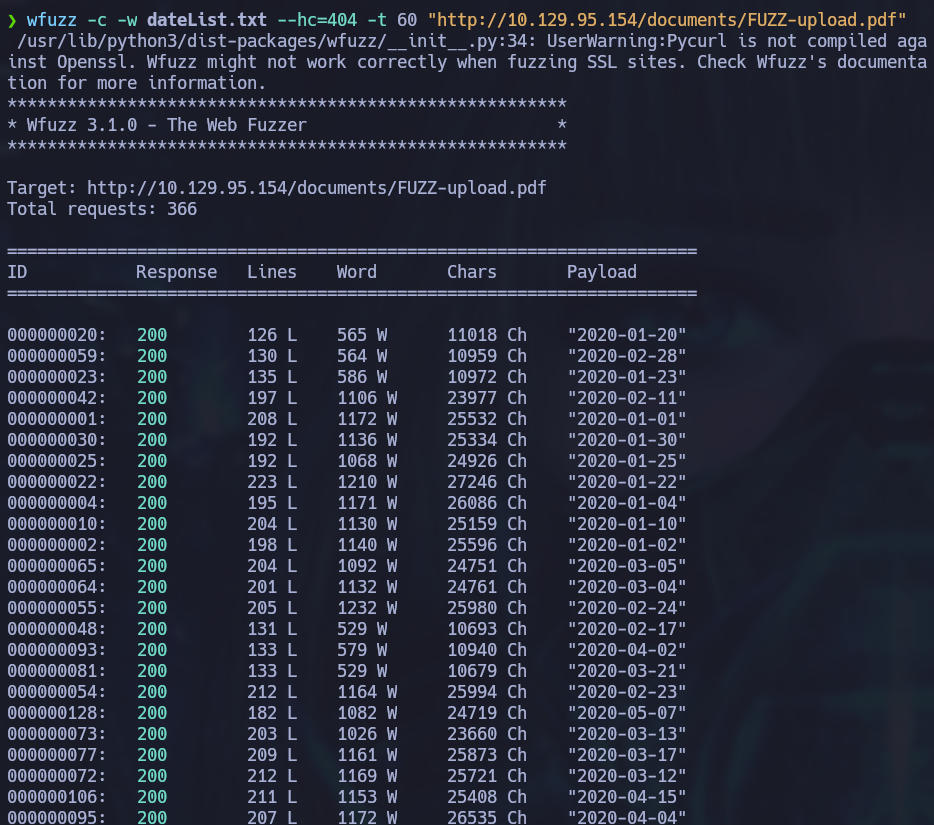 ❯ wfuzz -c -w dateList.txt --hc=404 -t 60 "http://10.129.95.154/documents/FUZZ-upload.pdf"
 /usr/lib/python3/dist-packages/wfuzz/__init__.py:34: UserWarning:Pycurl is not compiled aga
inst Openssl. Wfuzz might not work correctly when fuzzing SSL sites. Check Wfuzz's documenta
tion for more information.
********************************************************
* Wfuzz 3.1.0 - The Web Fuzzer                         *
********************************************************

Target: http://10.129.95.154/documents/FUZZ-upload.pdf
Total requests: 366

=====================================================================
ID           Response   Lines    Word       Chars       Payload
=====================================================================

000000020:   200        126 L    565 W      11018 Ch    "2020-01-20"
000000059:   200        130 L    564 W      10959 Ch    "2020-02-28"
000000023:   200        135 L    586 W      10972 Ch    "2020-01-23"
000000042:   200        197 L    1106 W     23977 Ch    "2020-02-11"
000000001:   200        208 L    1172 W     25532 Ch    "2020-01-01"
000000030:   200        192 L    1136 W     25334 Ch    "2020-01-30"
000000025:   200        192 L    1068 W     24926 Ch    "2020-01-25"
000000022:   200        223 L    1210 W     27246 Ch    "2020-01-22"
000000004:   200        195 L    1171 W     26086 Ch    "2020-01-04"
000000010:   200        204 L    1130 W     25159 Ch    "2020-01-10"
000000002:   200        198 L    1140 W     25596 Ch    "2020-01-02"
000000065:   200        204 L    1092 W     24751 Ch    "2020-03-05"
000000064:   200        201 L    1132 W     24761 Ch    "2020-03-04"
000000055:   200        205 L    1232 W     25980 Ch    "2020-02-24"
000000048:   200        131 L    529 W      10693 Ch    "2020-02-17"
000000093:   200        133 L    579 W      10940 Ch    "2020-04-02"
000000081:   200        133 L    529 W      10679 Ch    "2020-03-21"
000000054:   200        212 L    1164 W     25994 Ch    "2020-02-23"
000000128:   200        182 L    1082 W     24719 Ch    "2020-05-07"
000000073:   200        203 L    1026 W     23660 Ch    "2020-03-13"
000000077:   200        209 L    1161 W     25873 Ch    "2020-03-17"
000000072:   200        212 L    1169 W     25721 Ch    "2020-03-12"
000000106:   200        211 L    1153 W     25408 Ch    "2020-04-15"
000000095:   200        207 L    1172 W     26535 Ch    "2020-04-04"